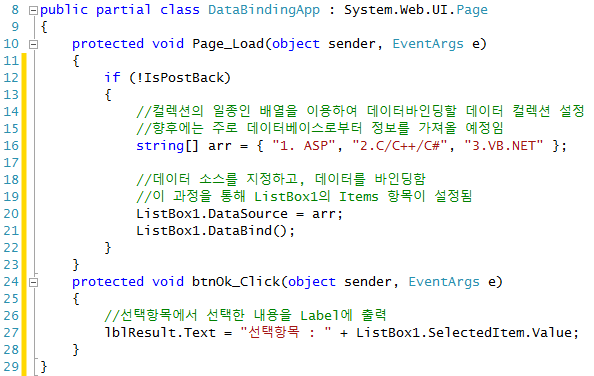 8 public partial class DataBindingApp : System.Web.UI.Page
9 {
10 protected void Page_Load(object sender, EventArgs e)
11 {
12 if (!IsPostBack)
13 {
14 //컬렉션의 일종인 배열을 이용하여 데이터바인딩할 데이터 컬렉션 설정
15 //향후에는 주로 데이터베이스로부터 정보를 가져올 예정임
16 string[] arr = { "1. ASP", "2.C/C++/C#", "3.VB.NET" };
17
18 //데이터 소스를 지정하고, 데이터를 바인딩함
19 //이 과정을 통해 ListBox1의 Items 항목이 설정됨
20 ListBox1.DataSource = arr;
21 ListBox1.DataBind();
22 }
23 }
24 protected void btnOk_Click(object sender, EventArgs e)
25 {
26 //선택항목에서 선택한 내용을 Label에 출력
27 lblResult.Text = "선택항목 : " + ListBox1.SelectedItem.Value;
28 }
29 }